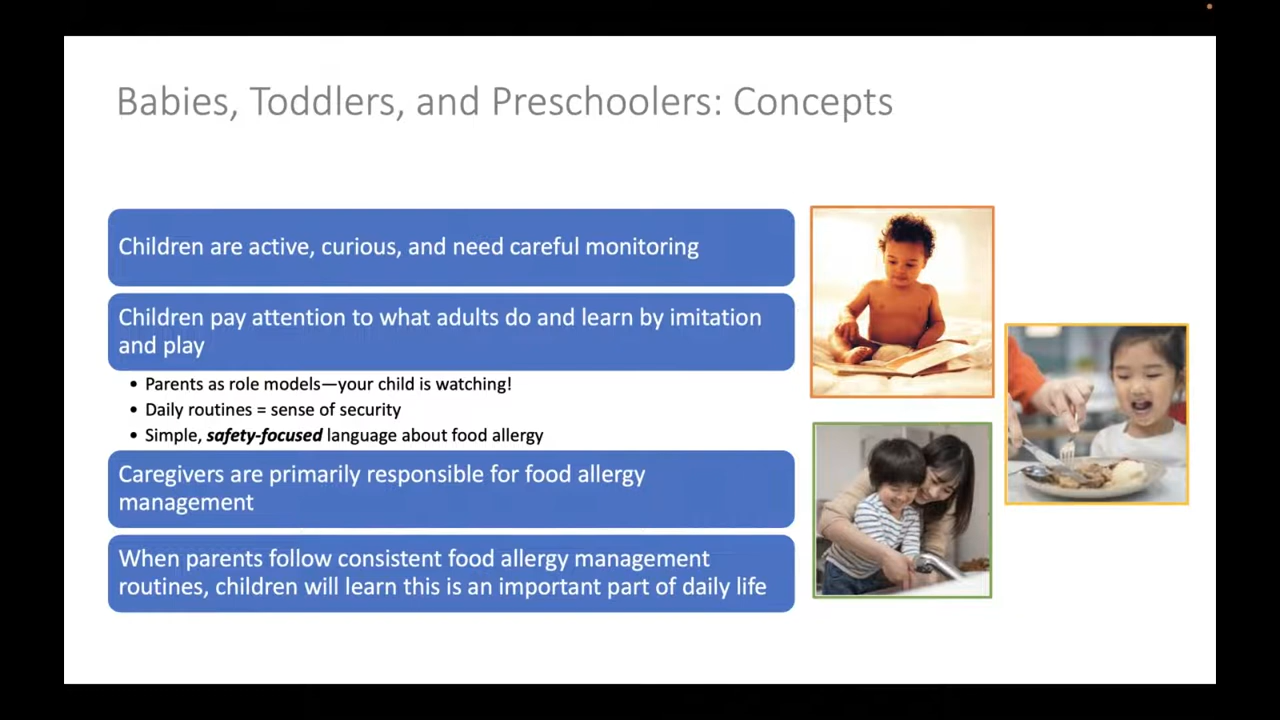 Babies, Toddlers, and Preschoolers: Concepts
Children are active, curious, and need careful monitoring
Children pay attention to what adults do and learn by imitation
and play
• Parents as role models—your child is watching!
• Daily routines = sense of security
• Simple, safety-focused language about food allergy
Caregivers are primarily responsible for food allergy
management
When parents follow consistent food allergy management
routines, children will learn this is an important part of daily life